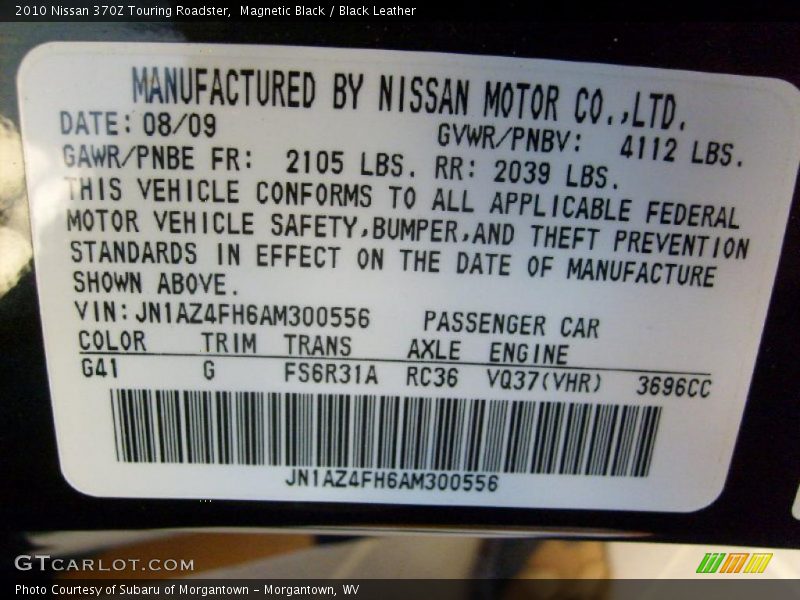 2010 Nissan 370Z Touring Roadster,  Magnetic Black / Black Leather
MANUFACTURED BY NISSAN MOTOR CO.,LTD.
DATE: 08/09 GVWR/PNBV: 4112 LBS.
GAWR/PNBE FR: 2105 LBS. RR: 2039 LBS.
THIS VEHICLE CONFORMS TO ALL APPLICABLE FEDERAL
MOTOR VEHICLE SAFETY,BUMPER,AND THEFT PREVENTION
STANDARDS IN EFFECT ON THE DATE OF MANUFACTURE
SHOWN ABOVE.
VIN: JN1AZ4FH6AM300556 PASSENGER CAR
COLOR TRIM TRANS AXLE ENGINE
G41 G FS6R31A RC36 VQ37(VHR) 3696CC
JN1AZ4FH6AM300556
GTCARLOT.COM
Photo Courtesy of Subaru of Morgantown - Morgantown, WV